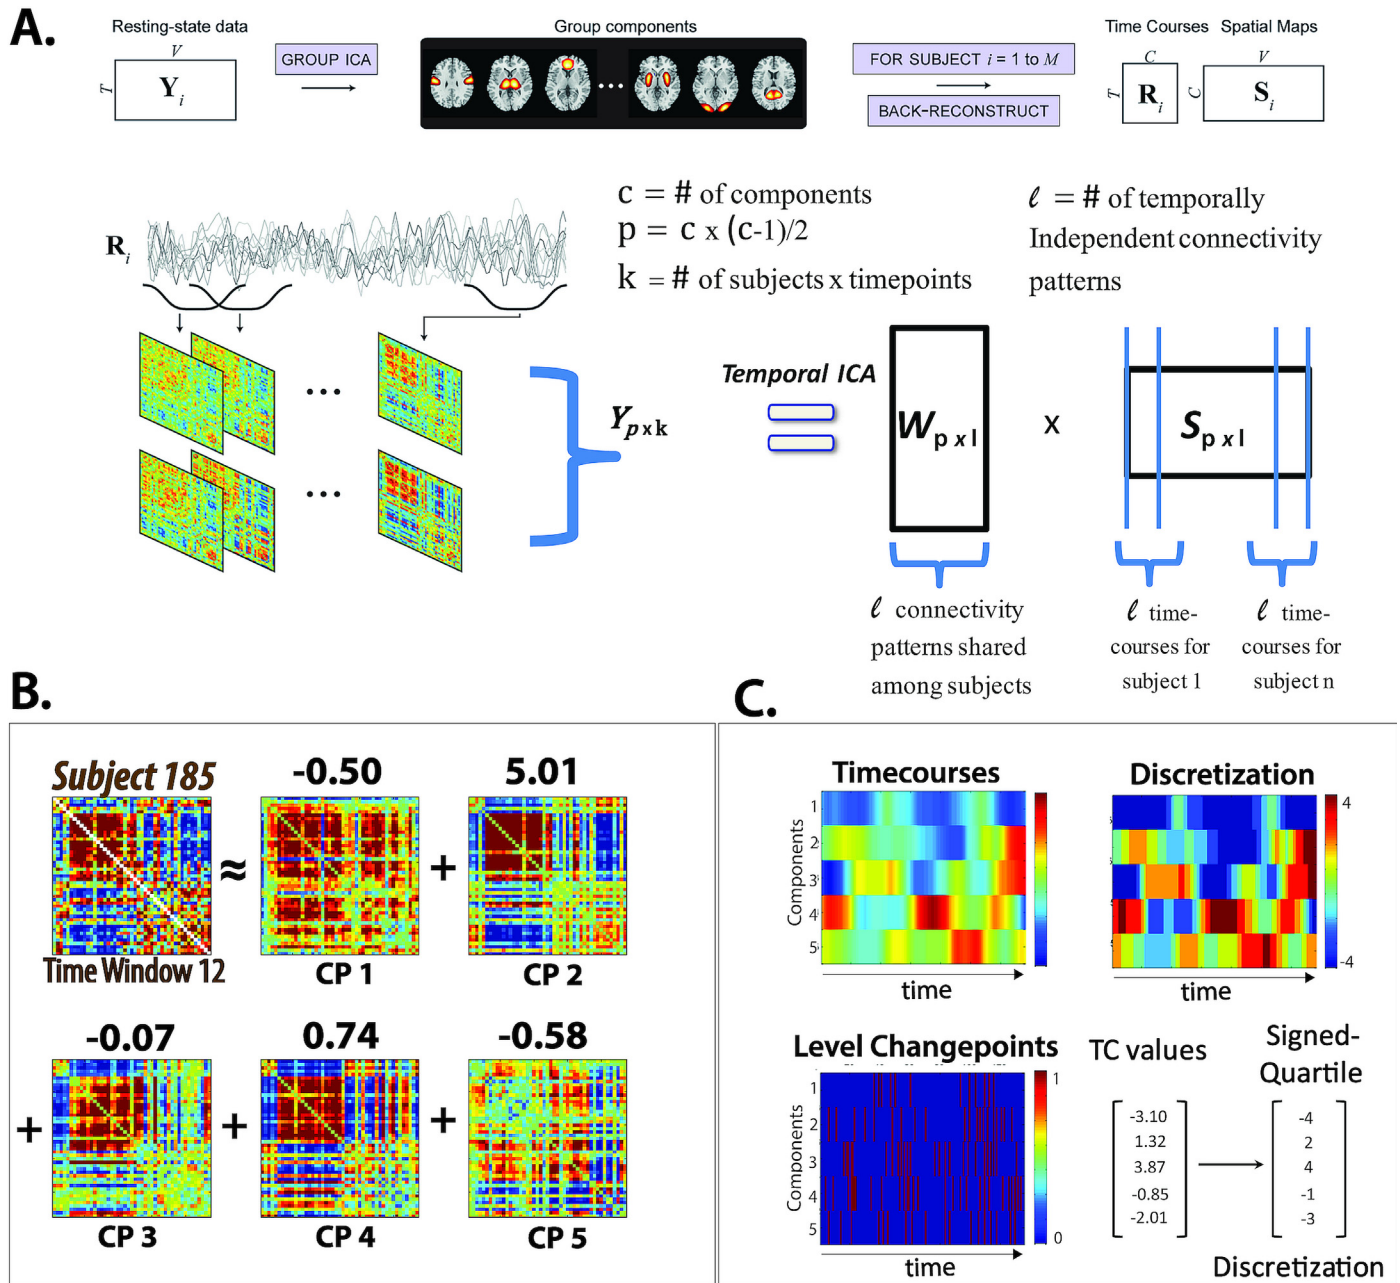 A.
Resting-state data
V
T
Y_i
GROUP ICA
Group components
...
FOR SUBJECT i = 1 to M
BACK-RECONSTRUCT
Time Courses
C
T
R_i
Spatial Maps
V
C
S_i
R_i
c = # of components
p = c x (c-1)/2
k = # of subjects x timepoints
ℓ = # of temporally
Independent connectivity
patterns
...
...
Y p x k
Temporal ICA
W p x l
x
S p x l
ℓ connectivity
patterns shared
among subjects
ℓ time-
courses for
subject 1
ℓ time-
courses for
subject n
B.
Subject 185
Time Window 12
≈
-0.50
CP 1
+
5.01
CP 2
+
-0.07
CP 3
+
0.74
CP 4
+
-0.58
CP 5
C.
Timecourses
Components
1
2
3
4
5
time
Discretization
4
-4
time
Level Changepoints
Components
1
2
3
4
5
1
0
time
TC values
-3.10
1.32
3.87
-0.85
-2.01
Signed-
Quartile
-4
2
4
-1
-3
Discretization